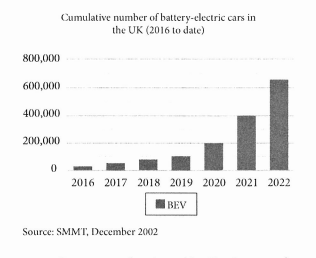 Cumulative number of battery-electric cars in
the UK (2016 to date)
800,000
600,000
400,000
200,000
0
2016 2017 2018 2019 2020 2021 2022
BEV
Source: SMMT, December 2002